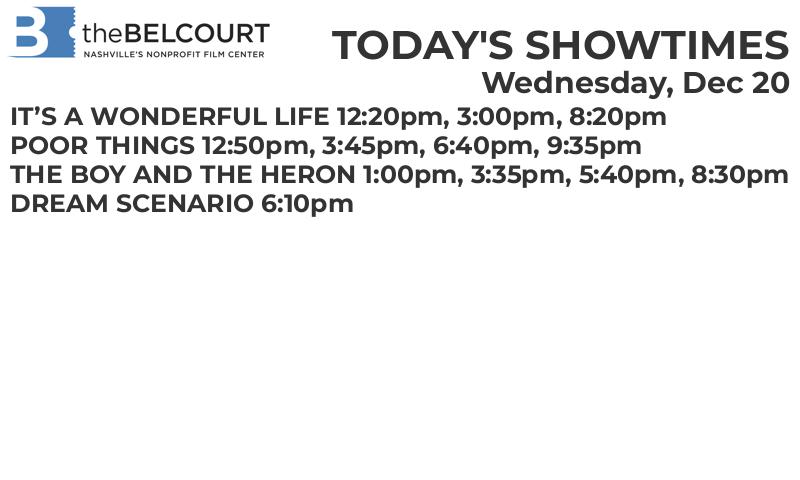 B theBELCOURT
NASHVILLE'S NONPROFIT FILM CENTER
TODAY'S SHOWTIMES
Wednesday, Dec 20
IT’S A WONDERFUL LIFE 12:20pm, 3:00pm, 8:20pm
POOR THINGS 12:50pm, 3:45pm, 6:40pm, 9:35pm
THE BOY AND THE HERON 1:00pm, 3:35pm, 5:40pm, 8:30pm
DREAM SCENARIO 6:10pm